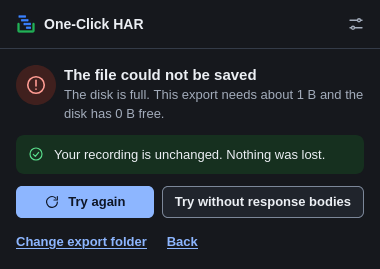 One-Click HAR
The file could not be saved
The disk is full. This export needs about 1 B and the
disk has 0 B free.
Your recording is unchanged. Nothing was lost.
Try again
Try without response bodies
Change export folder
Back